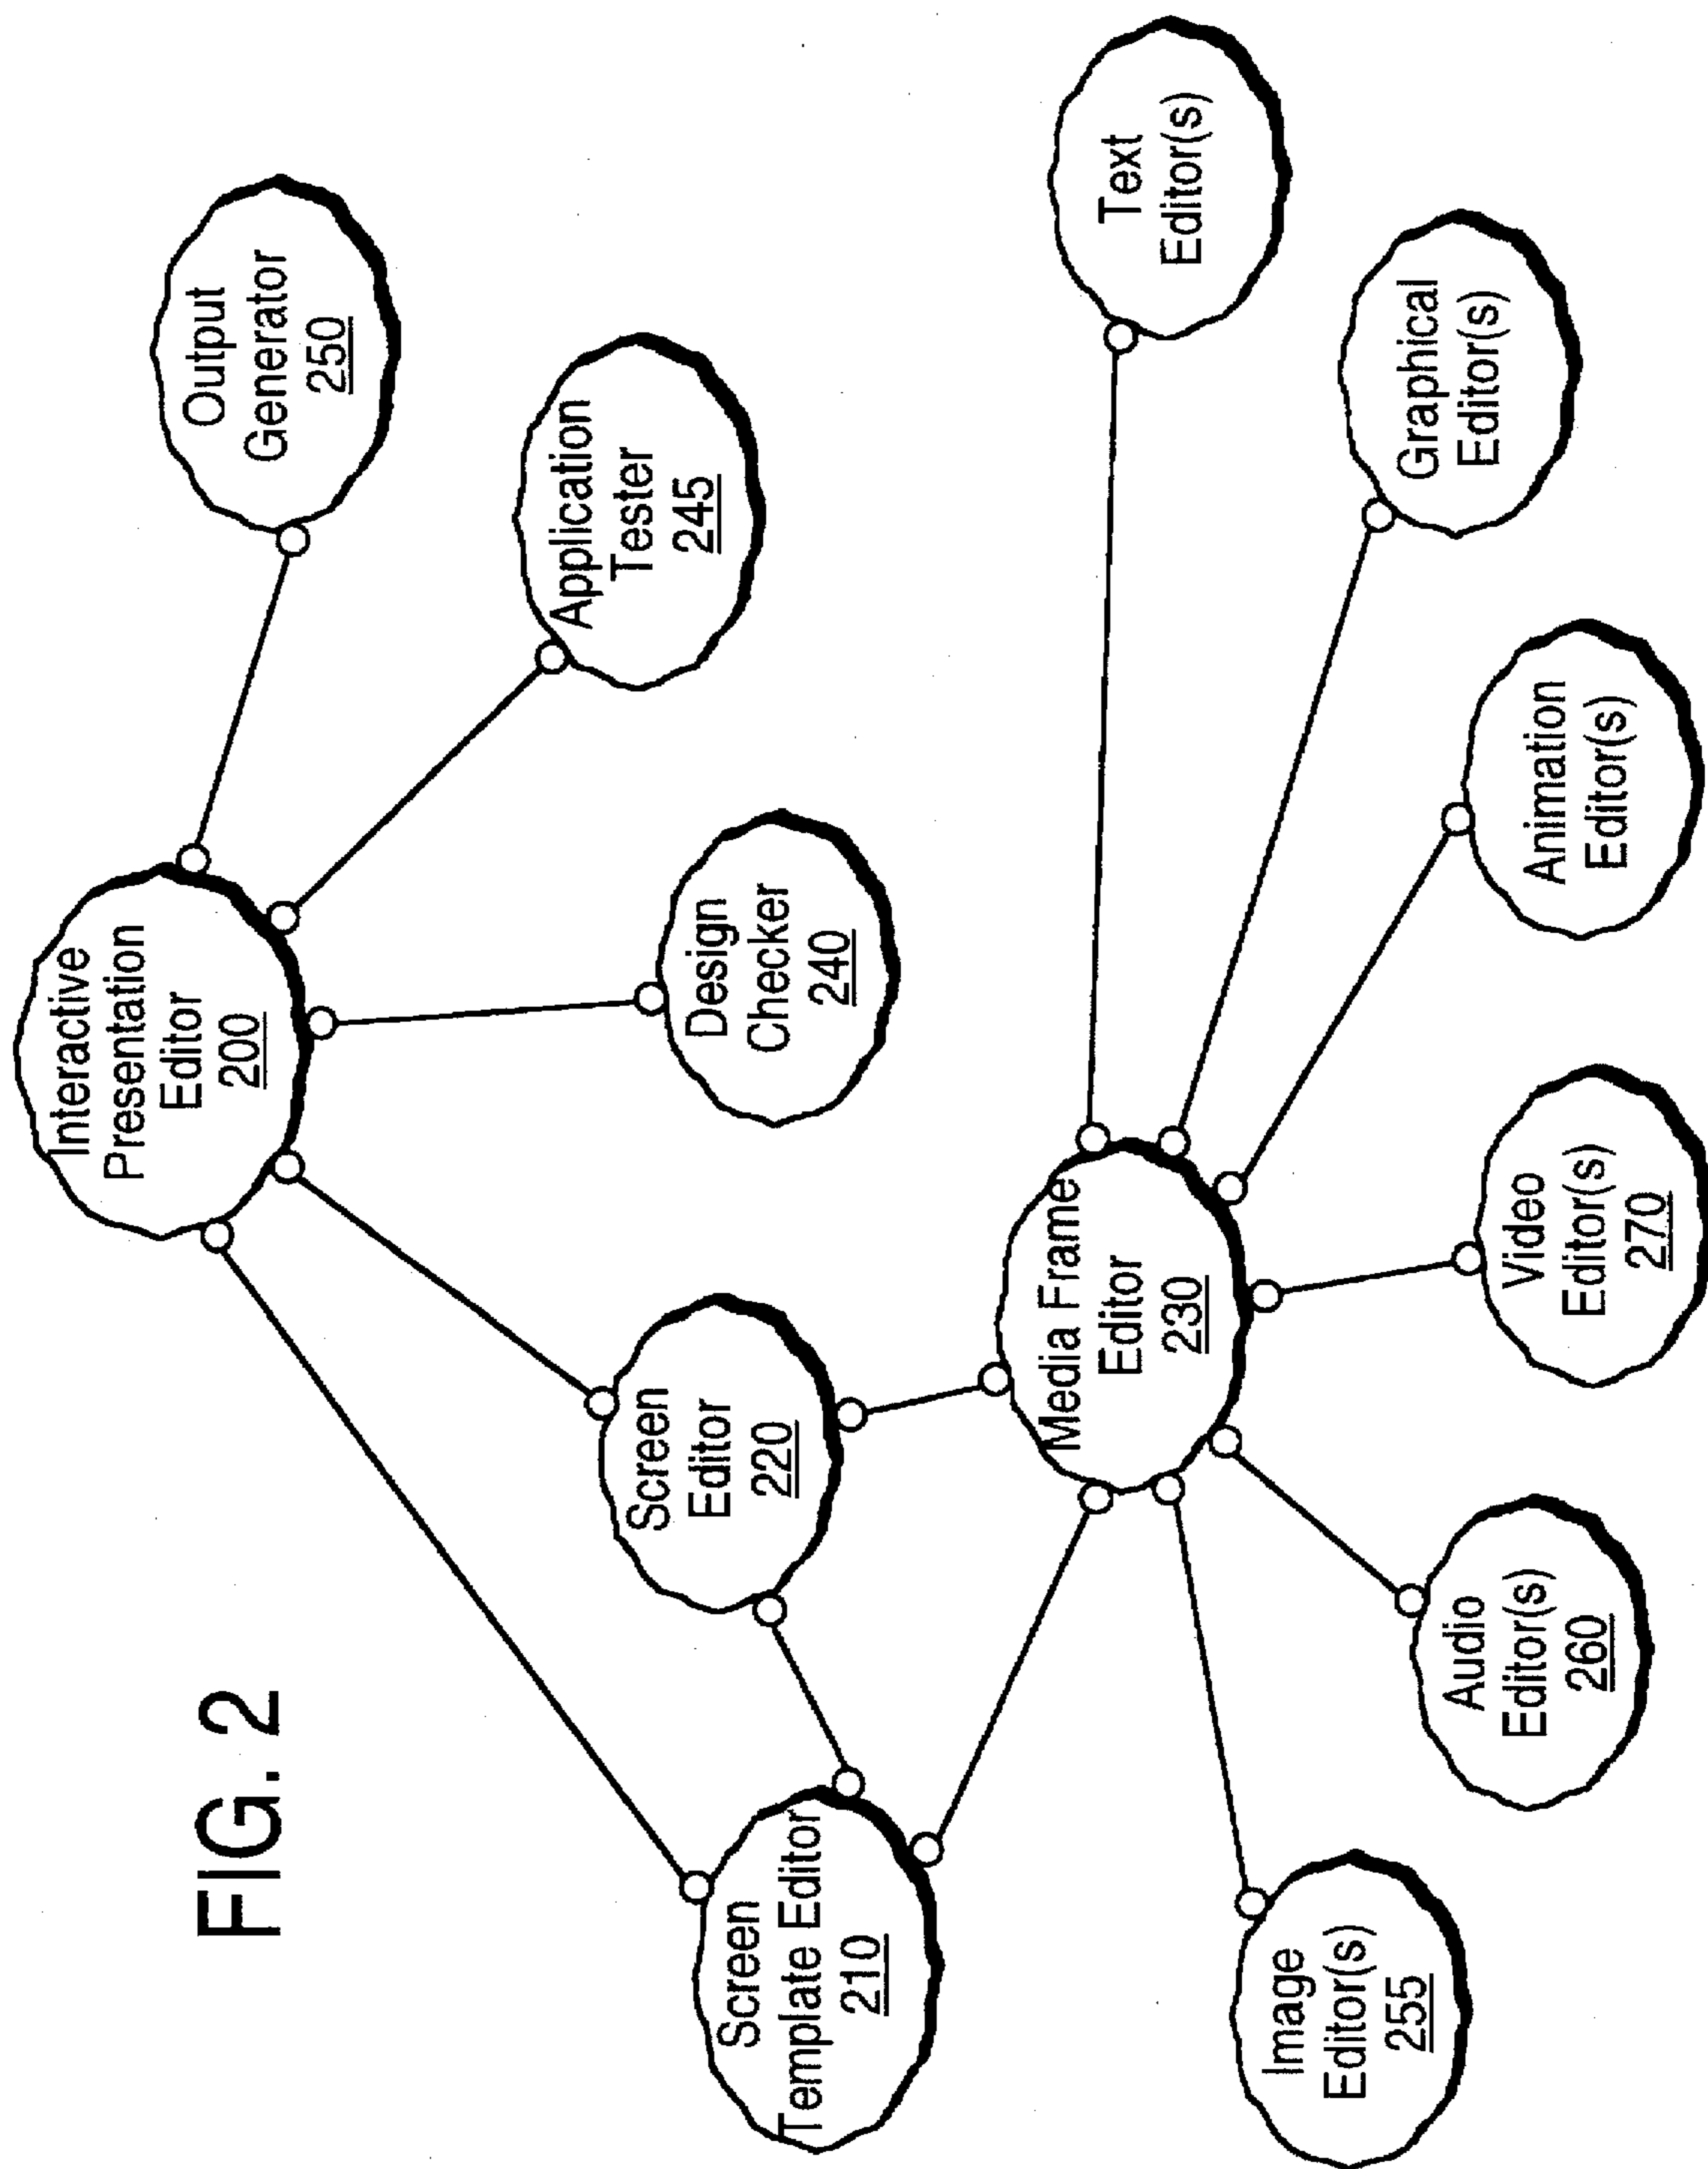 FIG. 2
Interactive
Presentation
Editor
200
Output
Generator
250
Application
Tester
245
Design
Checker
240
Screen
Editor
220
Screen
Template Editor
210
Media Frame
Editor
230
Image
Editor(s)
255
Audio
Editor(s)
260
Video
Editor(s)
270
Animation
Editor(s)
Graphical
Editor(s)
Text
Editor(s)